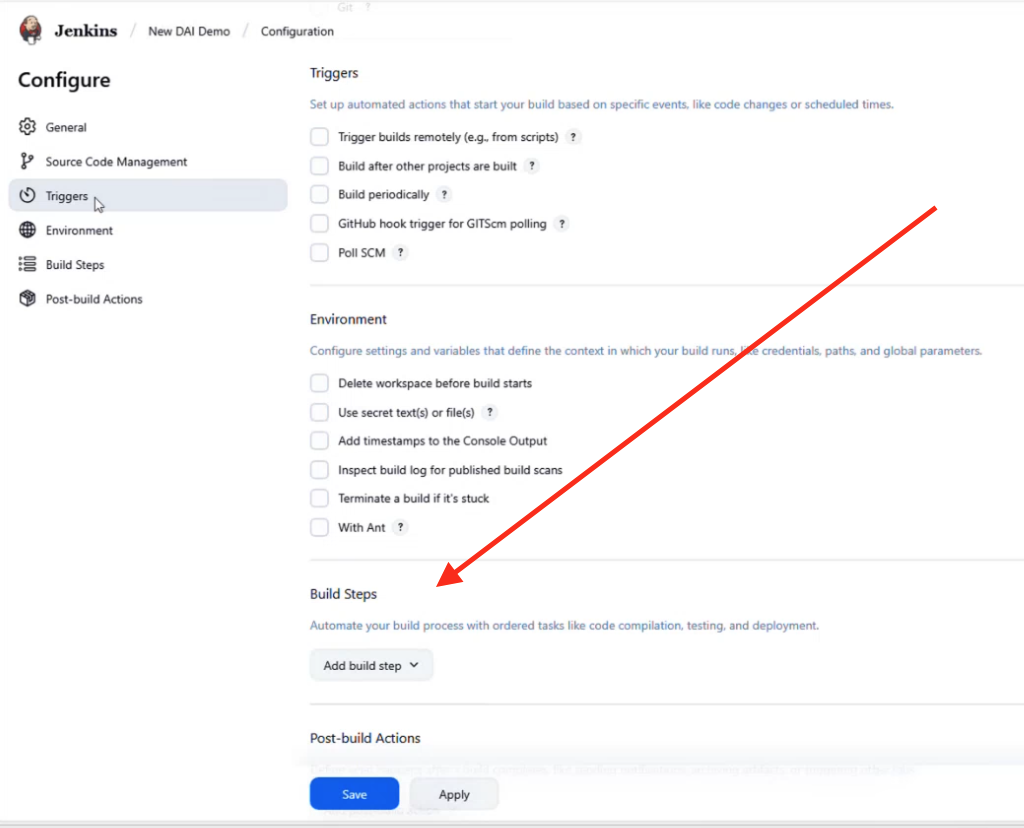 Git ?
Jenkins / New DAI Demo / Configuration
Configure
General
Source Code Management
Triggers
Environment
Build Steps
Post-build Actions
Triggers
Set up automated actions that start your build based on specific events, like code changes or scheduled times.
Trigger builds remotely (e.g., from scripts) ?
Build after other projects are built ?
Build periodically ?
GitHub hook trigger for GITScm polling ?
Poll SCM ?
Environment
Configure settings and variables that define the context in which your build runs, like credentials, paths, and global parameters.
Delete workspace before build starts
Use secret text(s) or file(s) ?
Add timestamps to the Console Output
Inspect build log for published build scans
Terminate a build if it's stuck
With Ant ?
Build Steps
Automate your build process with ordered tasks like code compilation, testing, and deployment.
Add build step
Post-build Actions
Save
Apply